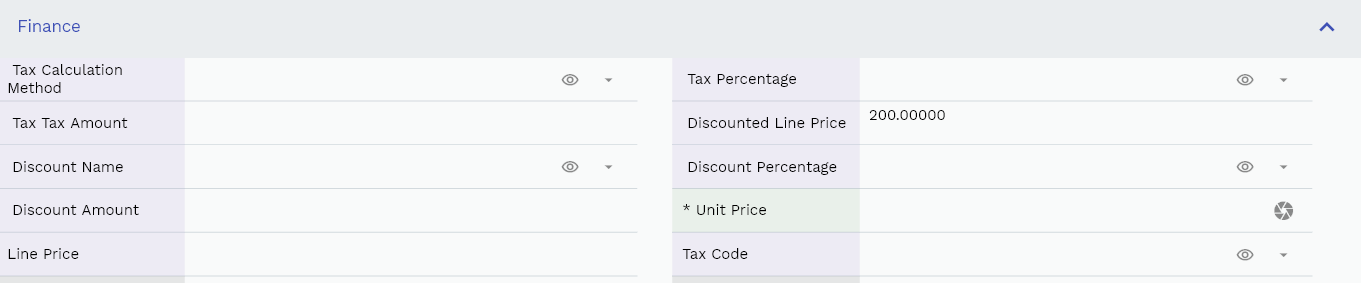 Finance
Tax Calculation
Method
Tax Percentage
Tax Tax Amount
Discounted Line Price
200.00000
Discount Name
Discount Percentage
Discount Amount
* Unit Price
Line Price
Tax Code